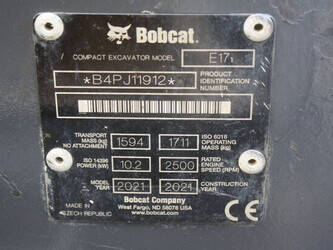 Bobcat.
COMPACT EXCAVATOR MODEL E17
*B4PJ11912* PRODUCT IDENTIFICATION NUMBER
TRANSPORT MASS (kg) NO ATTACHMENT 1594 1711 ISO 6016 OPERATING MASS (kg)
ISO 14396 POWER (kW) 10.2 2500 RATED ENGINE SPEED (RPM)
MODEL YEAR 2021 2021 CONSTRUCTION YEAR
Bobcat Company
MADE IN CZECH REPUBLIC West Fargo, ND 58078 USA
www.bobcat.com CE